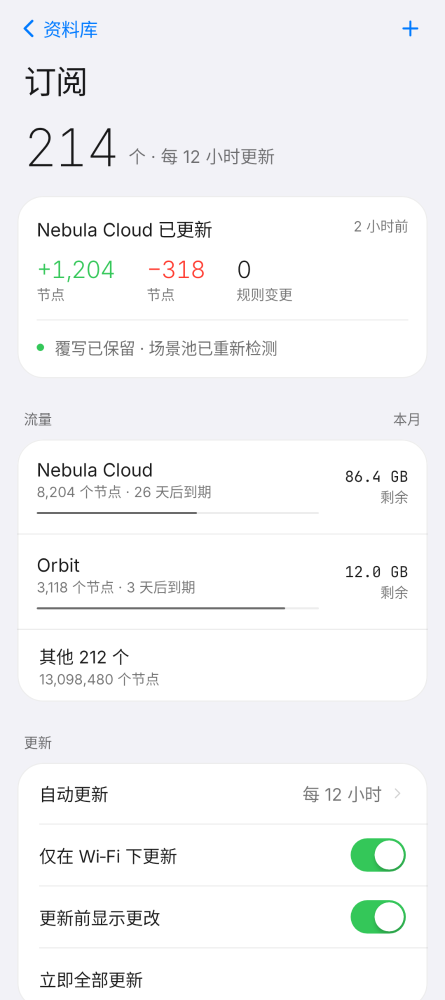 资料库
订阅
214 个 · 每 12 小时更新
Nebula Cloud 已更新 2 小时前
+1,204 −318 0
节点 节点 规则变更
覆写已保留 · 场景池已重新检测
流量 本月
Nebula Cloud 86.4 GB
8,204 个节点 · 26 天后到期 剩余
Orbit 12.0 GB
3,118 个节点 · 3 天后到期 剩余
其他 212 个
13,098,480 个节点
更新
自动更新 每 12 小时
仅在 Wi-Fi 下更新
更新前显示更改
立即全部更新